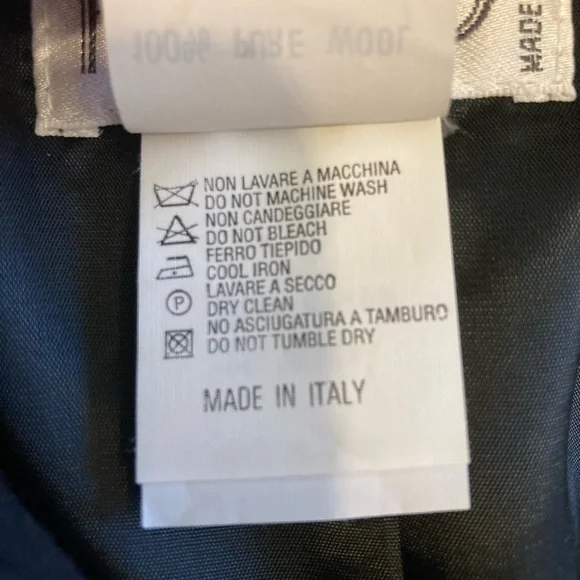 100% PURE WOOL
MADE
NON LAVARE A MACCHINA
DO NOT MACHINE WASH
NON CANDEGGIARE
DO NOT BLEACH
FERRO TIEPIDO
COOL IRON
LAVARE A SECCO
P
DRY CLEAN
NO ASCIUGATURA A TAMBURO
DO NOT TUMBLE DRY
MADE IN ITALY